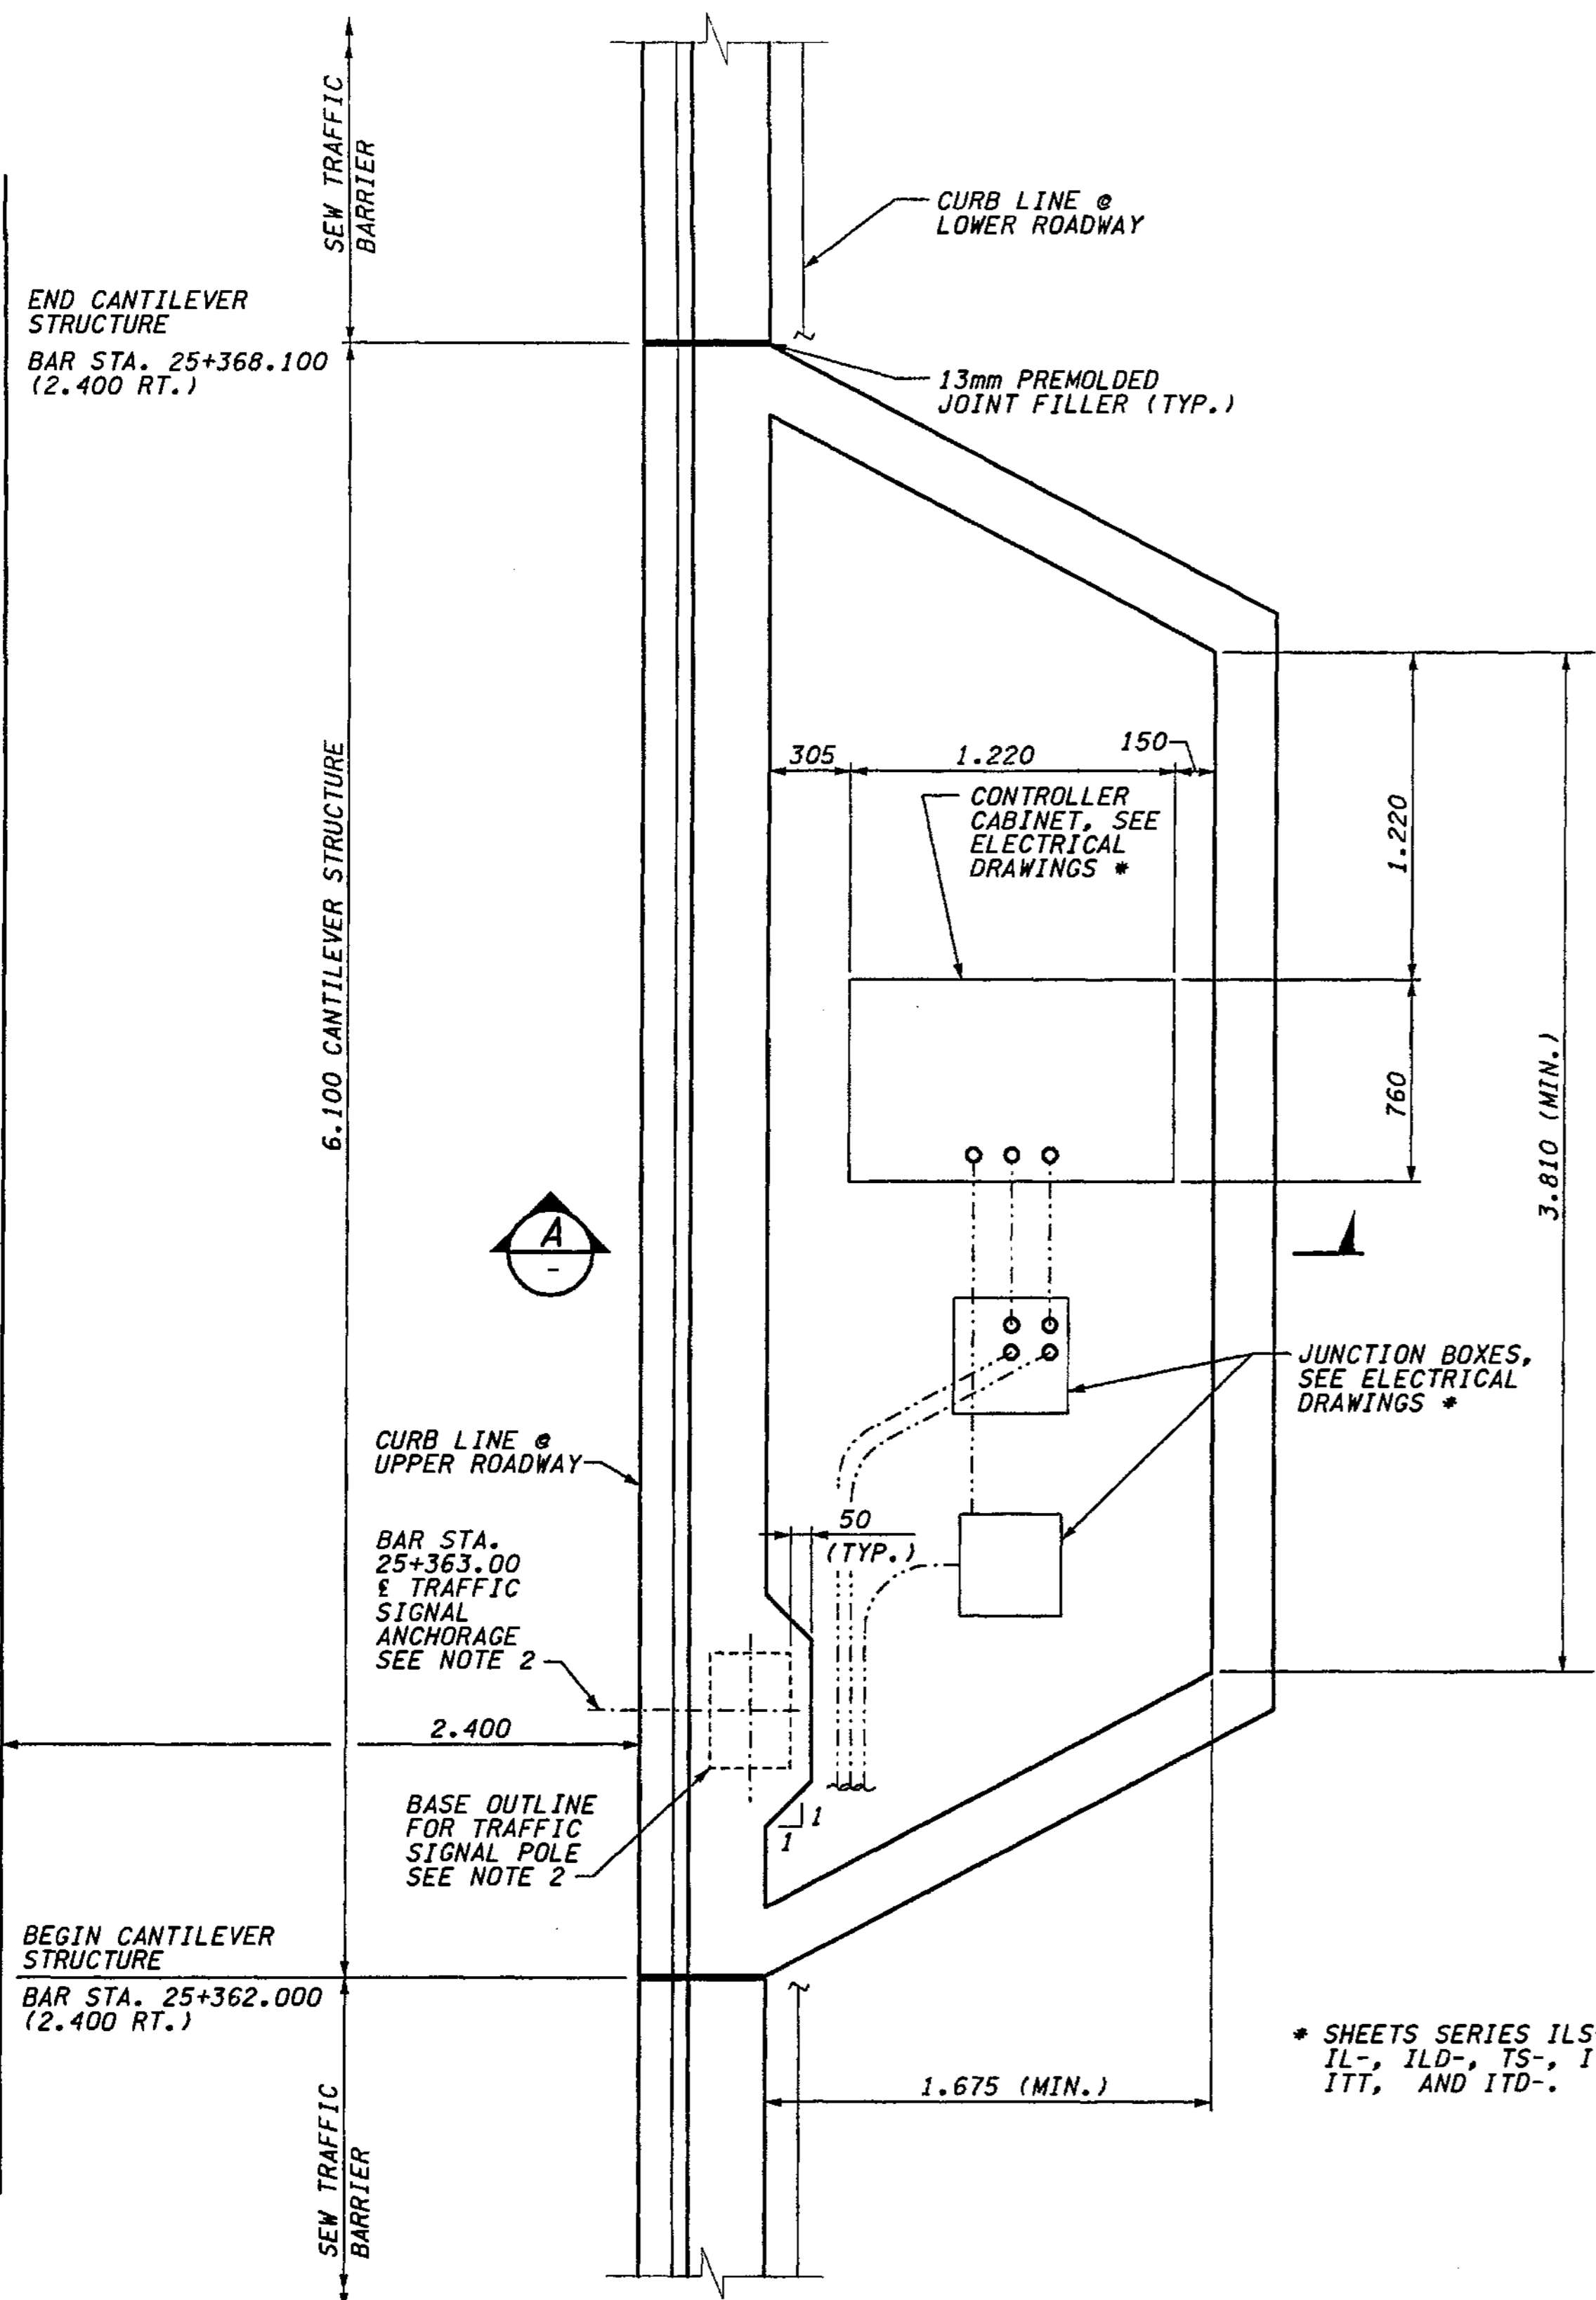 SEW TRAFFIC
BARRIER
CURB LINE @
LOWER ROADWAY
END CANTILEVER
STRUCTURE
BAR STA. 25+368.100
(2.400 RT.)
13mm PREMOLDED
JOINT FILLER (TYP.)
305
1.220
150
CONTROLLER
CABINET, SEE
ELECTRICAL
DRAWINGS *
1.220
760
3.810 (MIN.)
6.100 CANTILEVER STRUCTURE
A
-
JUNCTION BOXES,
SEE ELECTRICAL
DRAWINGS *
CURB LINE @
UPPER ROADWAY
50
(TYP.)
BAR STA.
25+363.00
℄ TRAFFIC
SIGNAL
ANCHORAGE
SEE NOTE 2
2.400
BASE OUTLINE
FOR TRAFFIC
SIGNAL POLE
SEE NOTE 2
1
1
BEGIN CANTILEVER
STRUCTURE
BAR STA. 25+362.000
(2.400 RT.)
* SHEETS SERIES ILS
IL-, ILD-, TS-, I
ITT, AND ITD-.
1.675 (MIN.)
SEW TRAFFIC
BARRIER